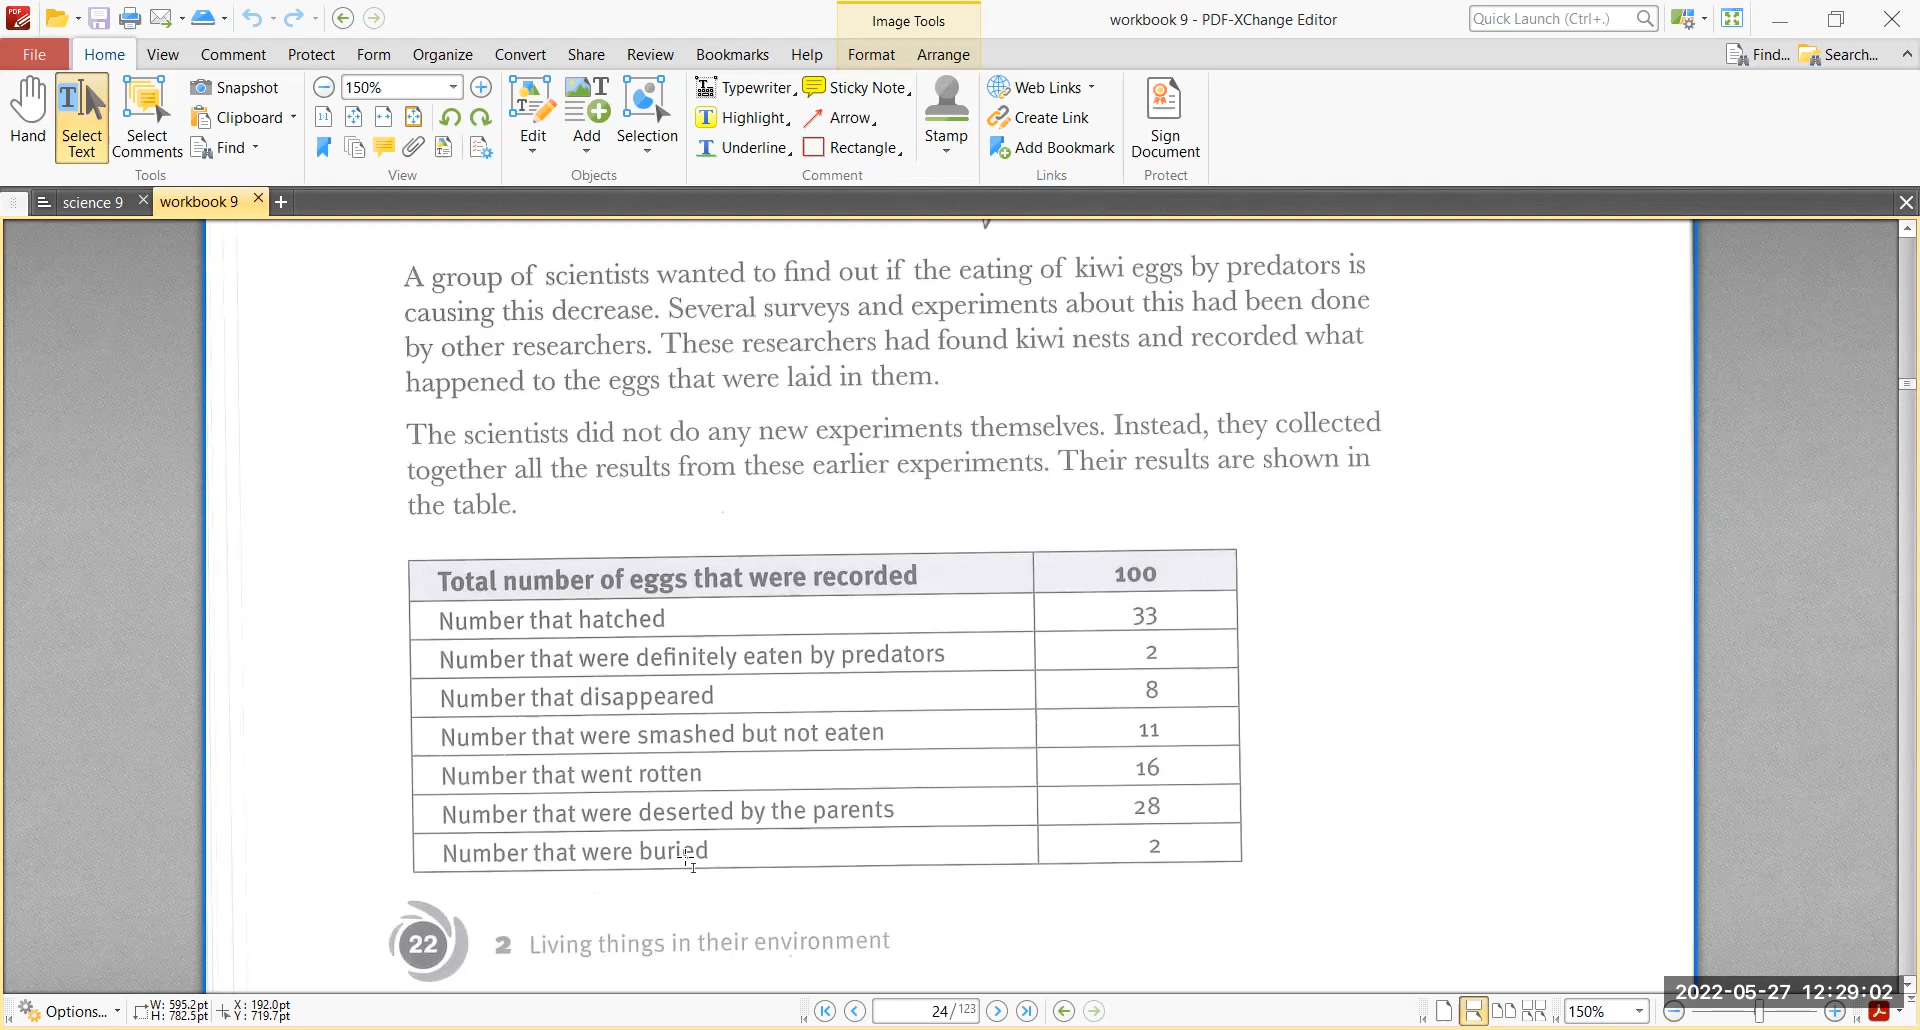 Image Tools
workbook 9 - PDF-XChange Editor
Quick Launch (Ctrl+.)
File Home View Comment Protect Form Organize Convert Share Review Bookmarks Help Format Arrange Find... Search...
Hand
Select Text
Select Comments
Snapshot
Clipboard
Find
Tools
150%
View
Edit
Add
Selection
Objects
Typewriter
Highlight
Underline
Sticky Note
Arrow
Rectangle
Stamp
Comment
Web Links
Create Link
Add Bookmark
Links
Sign Document
Protect
science 9 workbook 9
A group of scientists wanted to find out if the eating of kiwi eggs by predators is
causing this decrease. Several surveys and experiments about this had been done
by other researchers. These researchers had found kiwi nests and recorded what
happened to the eggs that were laid in them.
The scientists did not do any new experiments themselves. Instead, they collected
together all the results from these earlier experiments. Their results are shown in
the table.
Total number of eggs that were recorded 100
Number that hatched 33
Number that were definitely eaten by predators 2
Number that disappeared 8
Number that were smashed but not eaten 11
Number that went rotten 16
Number that were deserted by the parents 28
Number that were buried 2
22 2 Living things in their environment
2022-05-27 12:29:02
Options... W: 595.2pt X: 192.0pt
H: 782.5pt Y: 719.7pt
24 / 123
150%